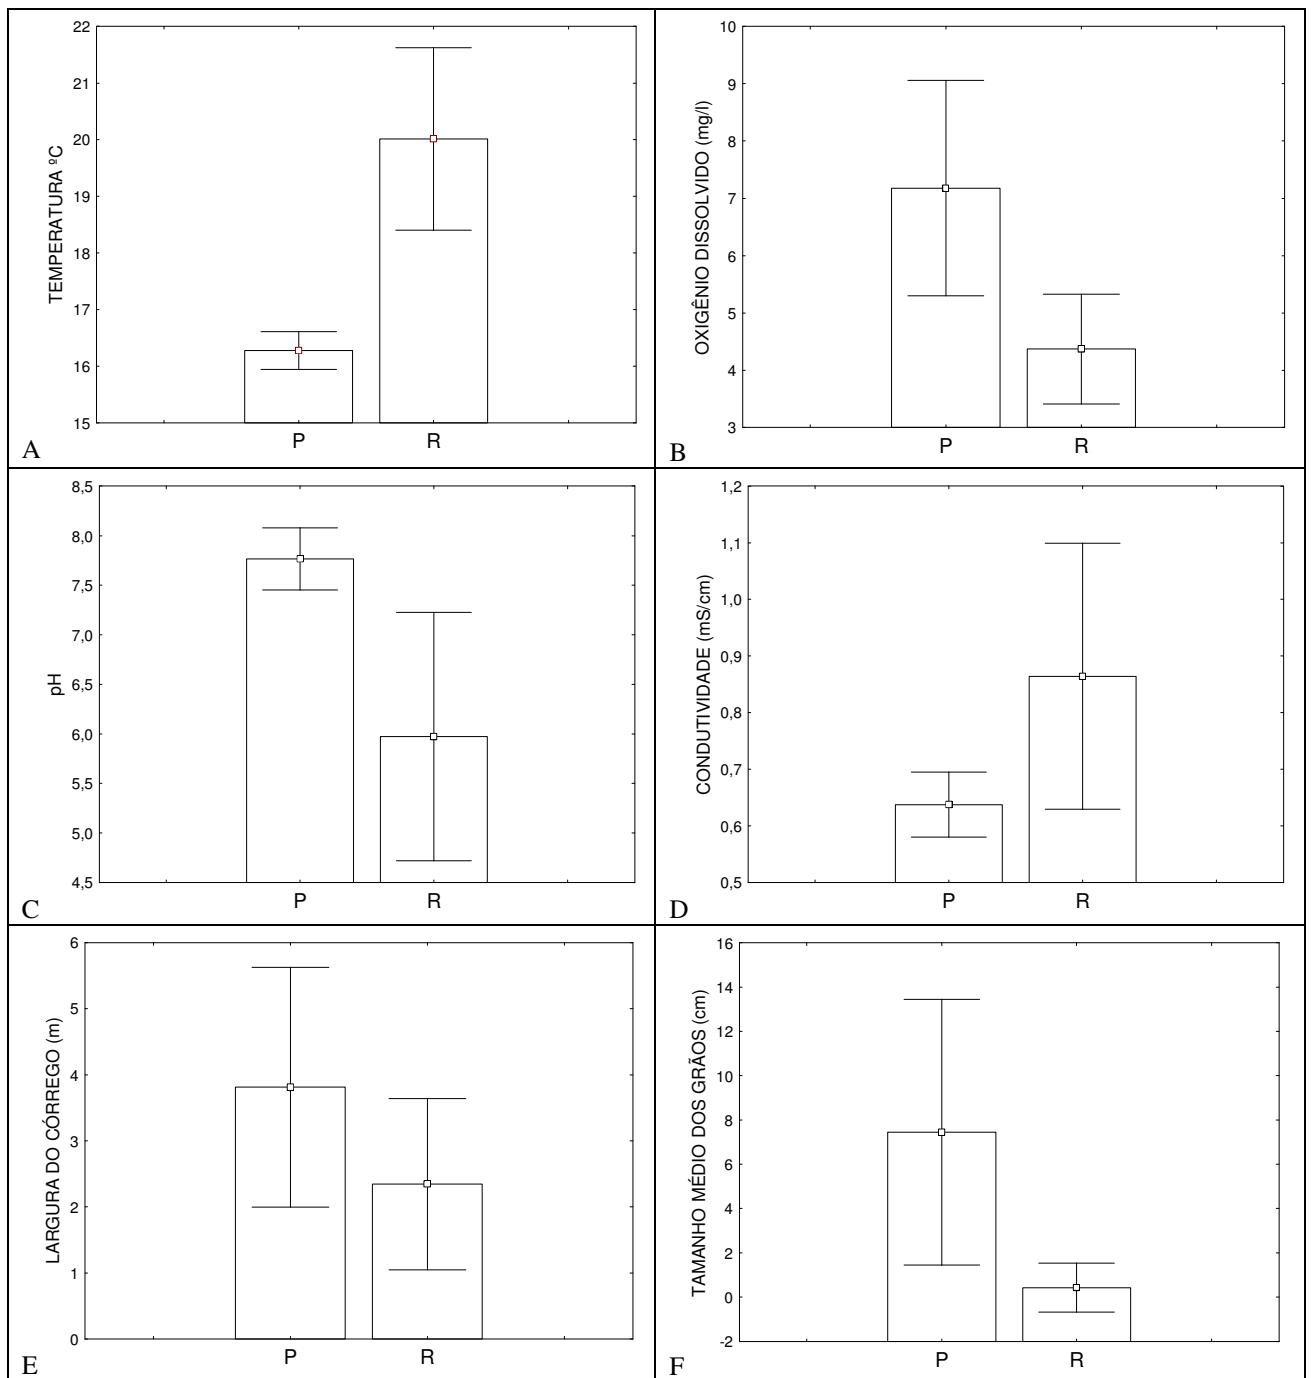 TEMPERATURA ºC
22
21
20
19
18
17
16
15
P R
A
OXIGÊNIO DISSOLVIDO (mg/l)
10
9
8
7
6
5
4
3
P R
B
pH
8,5
8,0
7,5
7,0
6,5
6,0
5,5
5,0
4,5
P R
C
CONDUTIVIDADE (mS/cm)
1,2
1,1
1,0
0,9
0,8
0,7
0,6
0,5
P R
D
LARGURA DO CÓRREGO (m)
6
5
4
3
2
1
0
P R
E
TAMANHO MÉDIO DOS GRÃOS (cm)
16
14
12
10
8
6
4
2
0
-2
P R
F